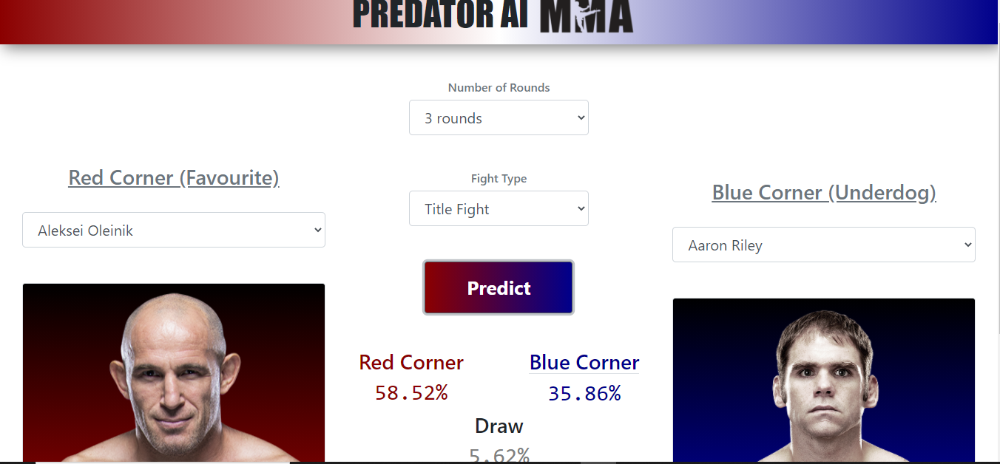 PREDATOR AI MMA
Number of Rounds
3 rounds
Red Corner (Favourite)
Fight Type
Blue Corner (Underdog)
Title Fight
Aleksei Oleinik
Aaron Riley
Predict
Red Corner
Blue Corner
58.52%
35.86%
Draw
5.62%